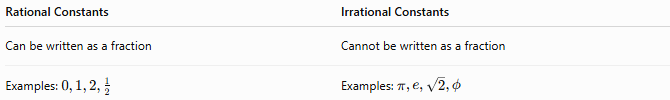 Rational Constants Irrational Constants
Can be written as a fraction Cannot be written as a fraction
Examples: 0, 1, 2, 1/2 Examples: π, e, √2, ϕ